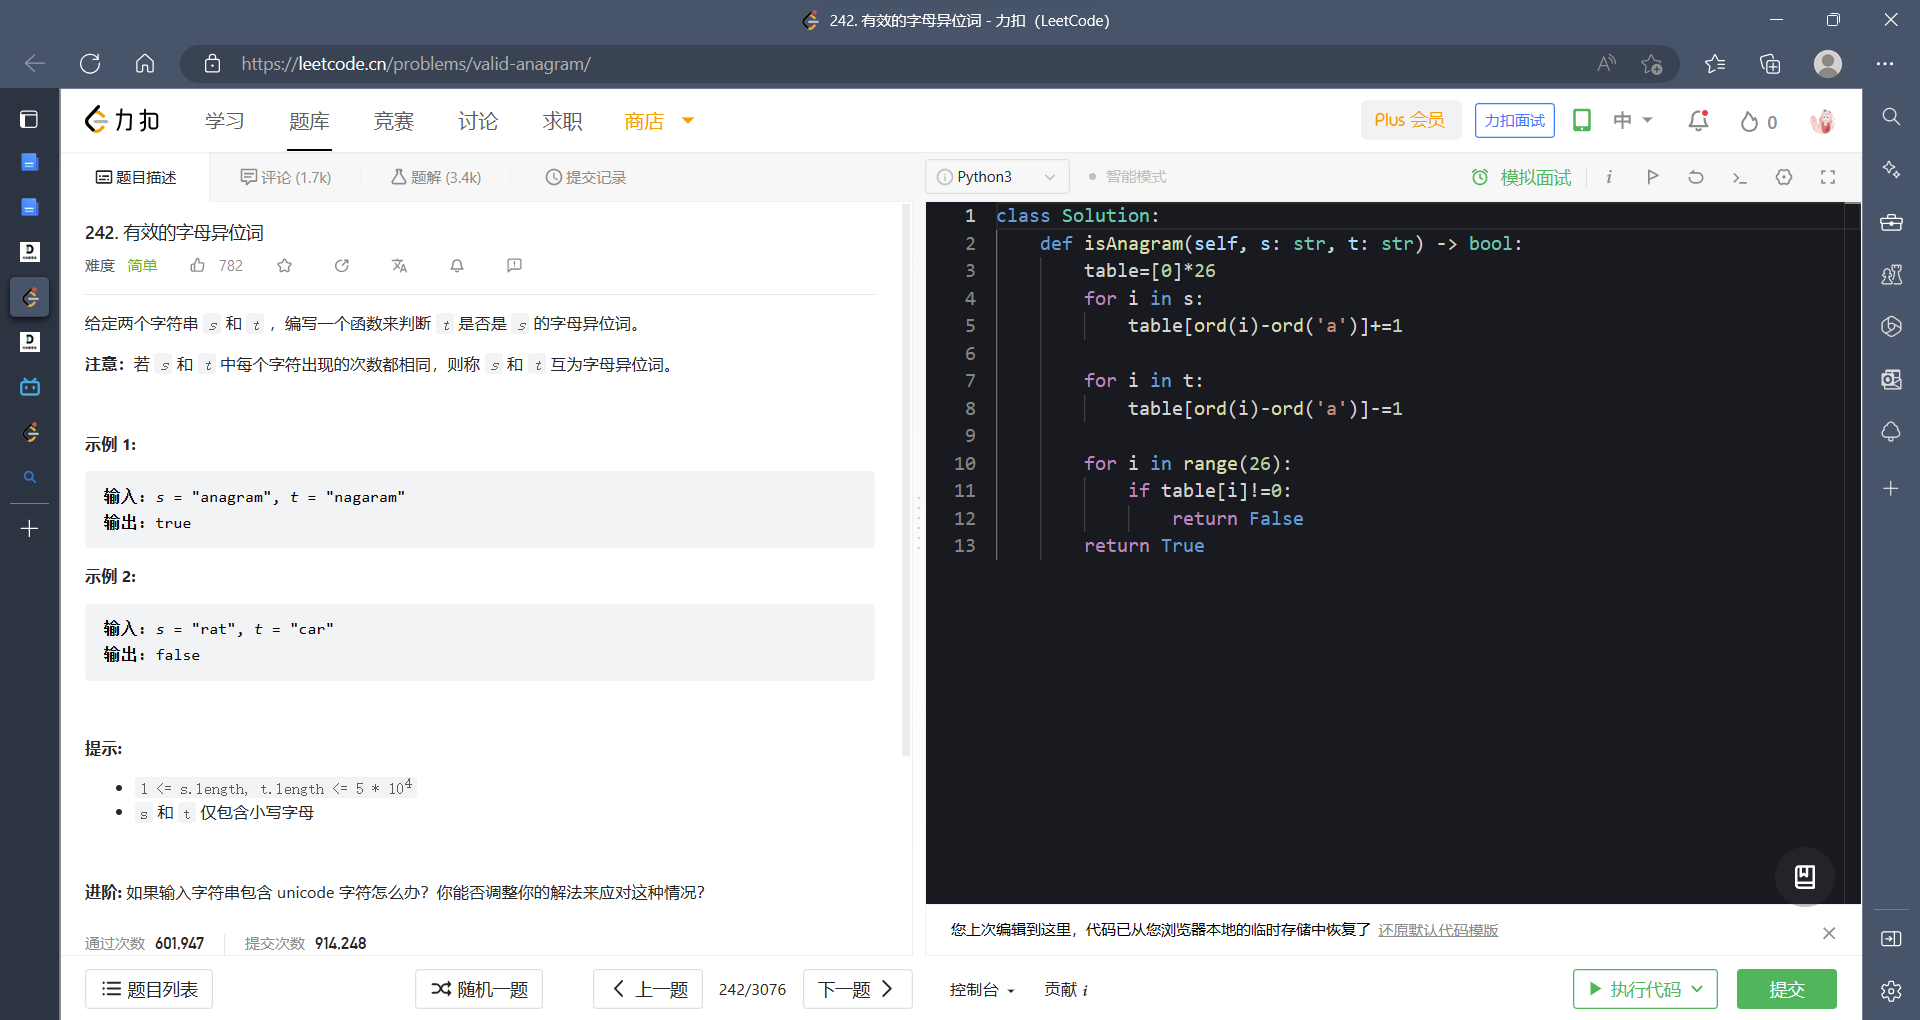 242. 有效的字母异位词 - 力扣（LeetCode）
https://leetcode.cn/problems/valid-anagram/
力扣
学习 题库 竞赛 讨论 求职 商店
Plus 会员 力扣面试 中 0
题目描述 评论 (1.7k) 题解 (3.4k) 提交记录
242. 有效的字母异位词
难度 简单 782
给定两个字符串 s 和 t ，编写一个函数来判断 t 是否是 s 的字母异位词。
注意：若 s 和 t 中每个字符出现的次数都相同，则称 s 和 t 互为字母异位词。
示例 1:
输入: s = "anagram", t = "nagaram"
输出: true
示例 2:
输入: s = "rat", t = "car"
输出: false
提示:
1 <= s.length, t.length <= 5 * 10⁴
s 和 t 仅包含小写字母
进阶: 如果输入字符串包含 unicode 字符怎么办？你能否调整你的解法来应对这种情况？
通过次数 601,947 提交次数 914,248
题目列表 随机一题 上一题 242/3076 下一题
Python3 智能模式 模拟面试
1 class Solution:
2     def isAnagram(self, s: str, t: str) -> bool:
3         table=[0]*26
4         for i in s:
5             table[ord(i)-ord('a')]+=1
6
7         for i in t:
8             table[ord(i)-ord('a')]-=1
9
10         for i in range(26):
11             if table[i]!=0:
12                 return False
13         return True
您上次编辑到这里，代码已从您浏览器本地的临时存储中恢复了 还原默认代码模版
控制台 贡献 i 执行代码 提交